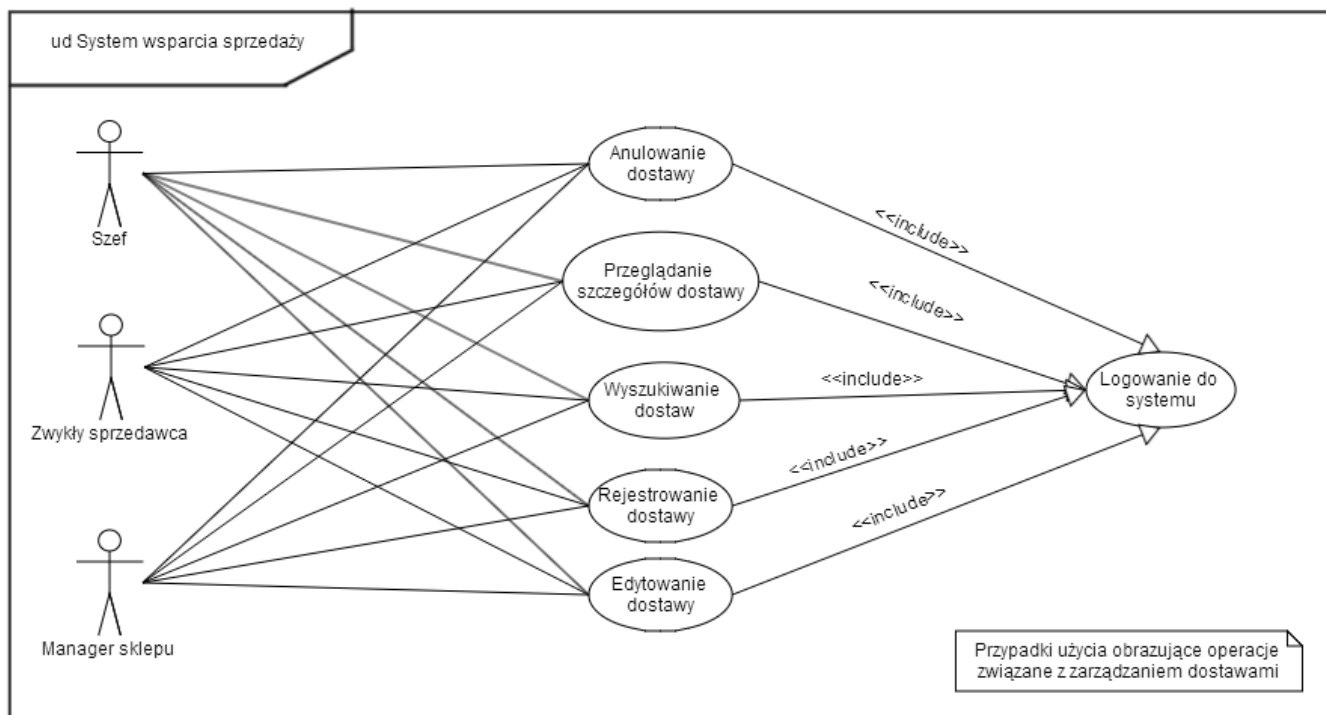 ud System wsparcia sprzedaży
Szef
Zwykły sprzedawca
Manager sklepu
Anulowanie
dostawy
Przeglądanie
szczegółów dostawy
Wyszukiwanie
dostaw
Rejestrowanie
dostawy
Edytowanie
dostawy
<<include>>
<<include>>
<<include>>
<<include>>
<<include>>
Logowanie do
systemu
Przypadki użycia obrazujące operacje
związane z zarządzaniem dostawami